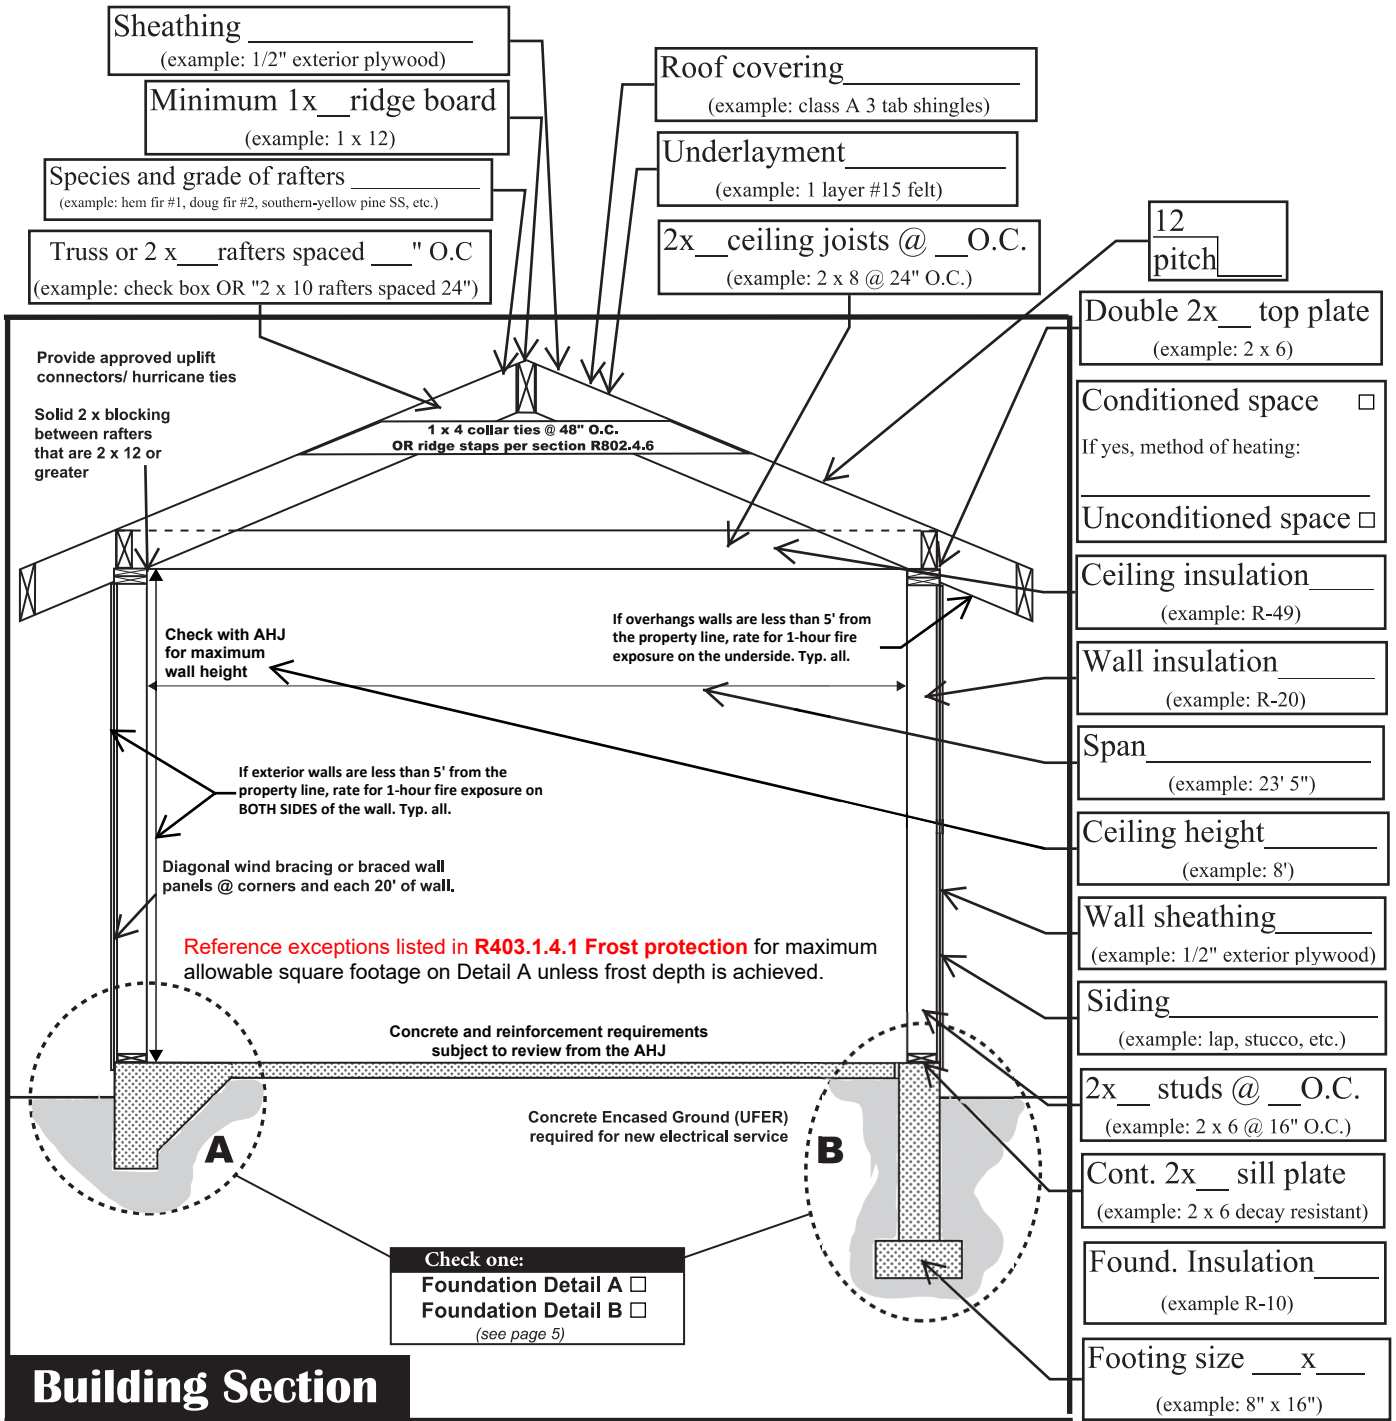 Sheathing ________________
(example: 1/2" exterior plywood)
Minimum 1x__ridge board
(example: 1 x 12)
Species and grade of rafters __________
(example: hem fir #1, doug fir #2, southern-yellow pine SS, etc.)
Truss or 2 x___rafters spaced ___" O.C
(example: check box OR "2 x 10 rafters spaced 24")
Roof covering____________
(example: class A 3 tab shingles)
Underlayment____________
(example: 1 layer #15 felt)
2x__ceiling joists @ __O.C.
(example: 2 x 8 @ 24" O.C.)
12
pitch____
Double 2x__ top plate
(example: 2 x 6)
Conditioned space □
If yes, method of heating:
____________________
Unconditioned space □
Ceiling insulation____
(example: R-49)
Wall insulation______
(example: R-20)
Span________________
(example: 23' 5")
Ceiling height________
(example: 8')
Wall sheathing_______
(example: 1/2" exterior plywood)
Siding_______________
(example: lap, stucco, etc.)
2x__ studs @ __O.C.
(example: 2 x 6 @ 16" O.C.)
Cont. 2x__ sill plate
(example: 2 x 6 decay resistant)
Found. Insulation_____
(example R-10)
Footing size ___x___
(example: 8" x 16")
Provide approved uplift
connectors/ hurricane ties
Solid 2 x blocking
between rafters
that are 2 x 12 or
greater
1 x 4 collar ties @ 48" O.C.
OR ridge staps per section R802.4.6
Check with AHJ
for maximum
wall height
If overhangs walls are less than 5' from
the property line, rate for 1-hour fire
exposure on the underside. Typ. all.
If exterior walls are less than 5' from the
property line, rate for 1-hour fire exposure on
BOTH SIDES of the wall. Typ. all.
Diagonal wind bracing or braced wall
panels @ corners and each 20' of wall.
Reference exceptions listed in R403.1.4.1 Frost protection for maximum
allowable square footage on Detail A unless frost depth is achieved.
Concrete and reinforcement requirements
subject to review from the AHJ
Concrete Encased Ground (UFER)
required for new electrical service
A
B
Check one:
Foundation Detail A □
Foundation Detail B □
(see page 5)
Building Section